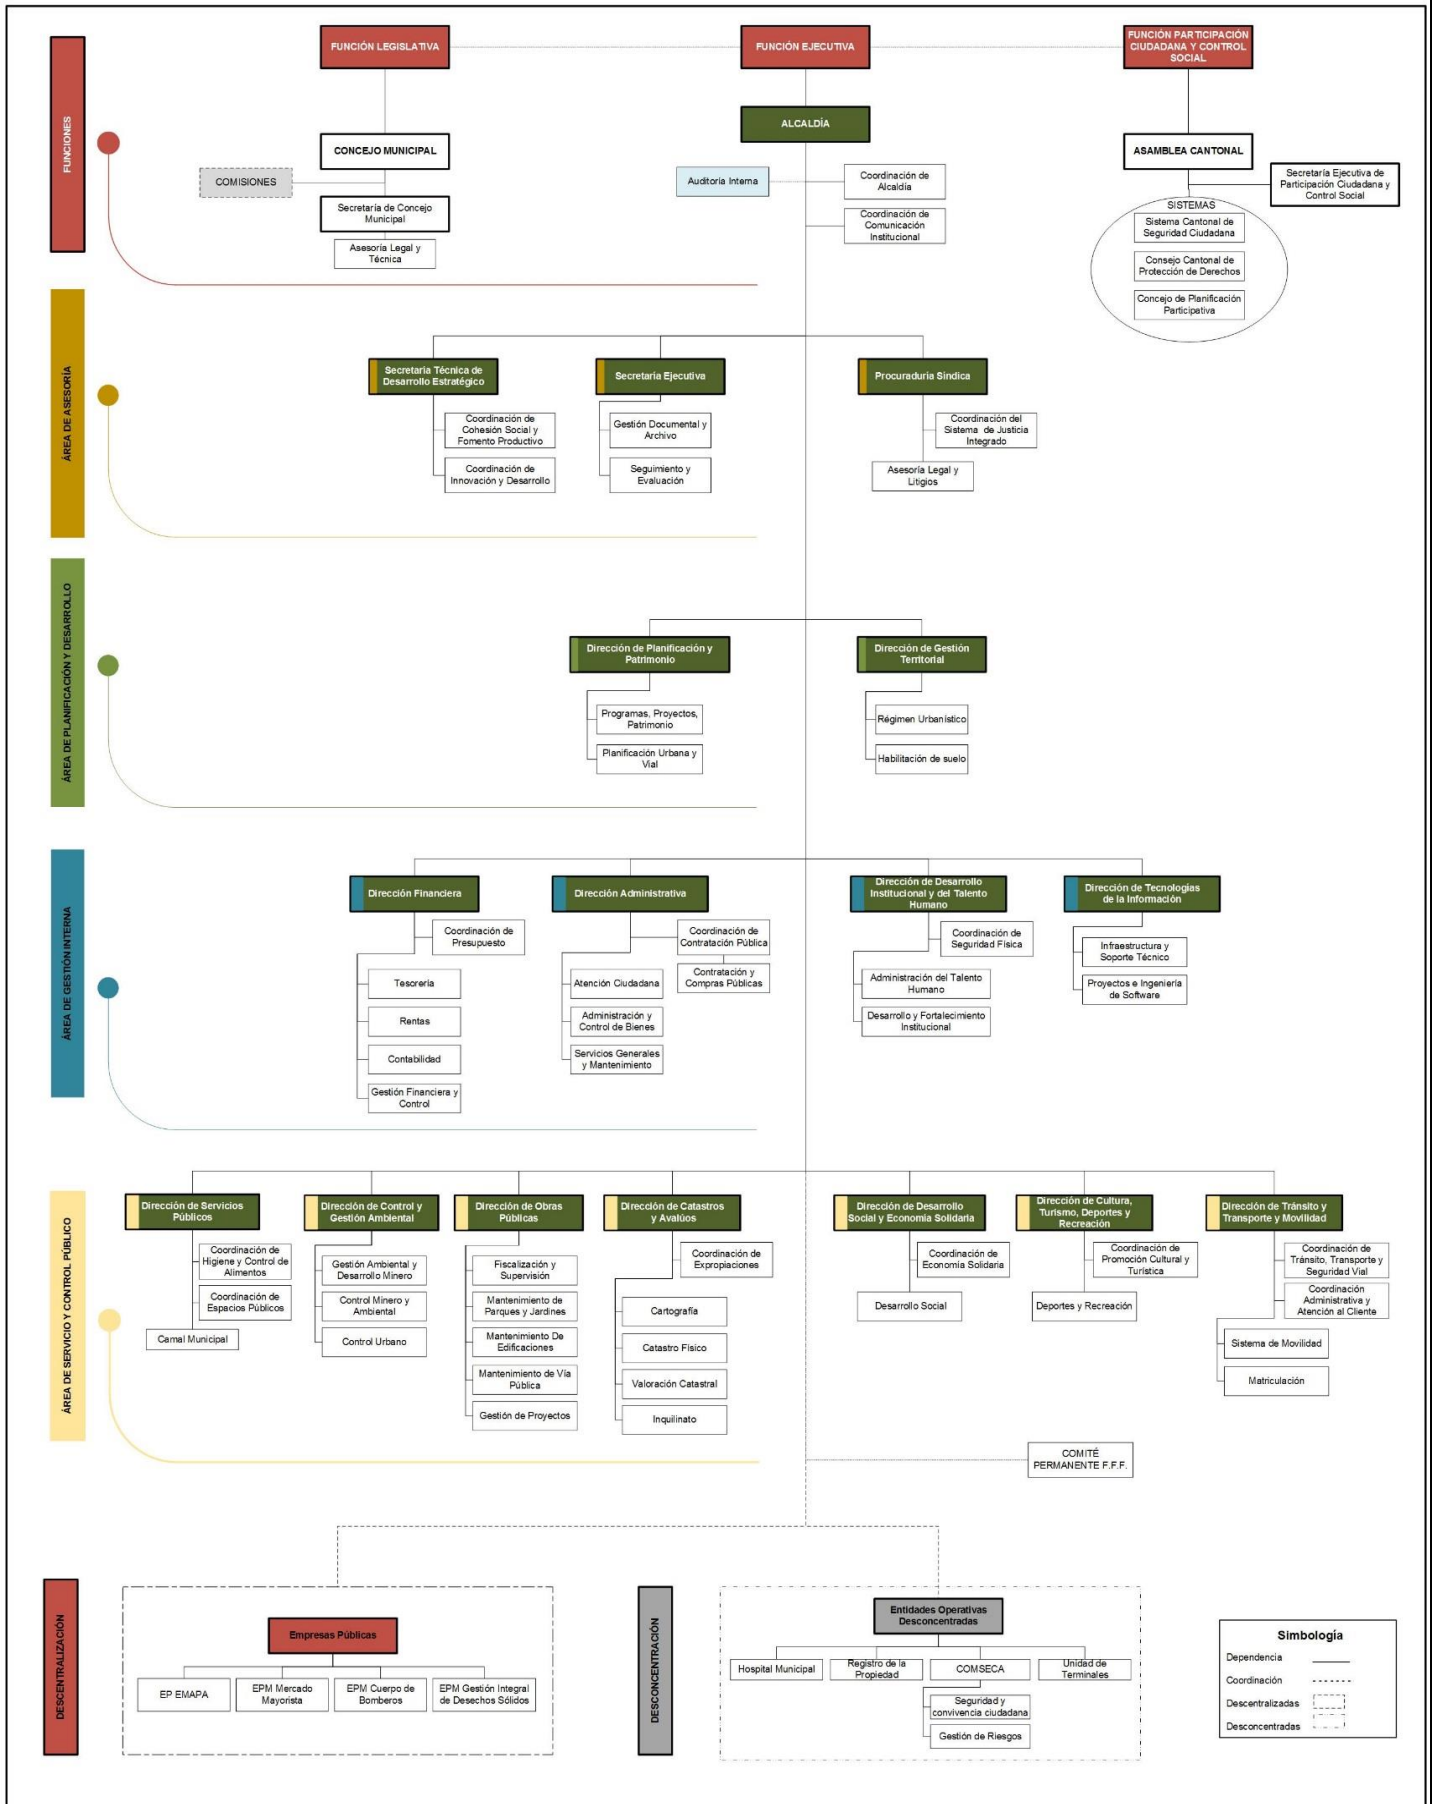 FUNCIONES
FUNCIÓN LEGISLATIVA
FUNCIÓN EJECUTIVA
FUNCIÓN PARTICIPACIÓN
CIUDADANA Y CONTROL
SOCIAL
ALCALDÍA
CONCEJO MUNICIPAL
ASAMBLEA CANTONAL
COMISIONES
Auditoría Interna
Coordinación de
Alcaldía
Secretaría Ejecutiva de
Participación Ciudadana y
Control Social
Secretaría de Concejo
Municipal
Coordinación de
Comunicación
Institucional
SISTEMAS
Sistema Cantonal de
Seguridad Ciudadana
Asesoría Legal y
Técnica
Consejo Cantonal de
Protección de Derechos
Concejo de Planificación
Participativa
ÁREA DE ASESORÍA
Secretaria Técnica de
Desarrollo Estratégico
Secretaría Ejecutiva
Procuraduría Síndica
Coordinación de
Cohesión Social y
Fomento Productivo
Gestión Documental y
Archivo
Coordinación del
Sistema de Justicia
Integrado
Coordinación de
Innovación y Desarrollo
Seguimiento y
Evaluación
Asesoría Legal y
Litigios
ÁREA DE PLANIFICACIÓN Y DESARROLLO
Dirección de Planificación y
Patrimonio
Dirección de Gestión
Territorial
Programas, Proyectos,
Patrimonio
Régimen Urbanístico
Planificación Urbana y
Vial
Habilitación de suelo
ÁREA DE GESTIÓN INTERNA
Dirección Financiera
Dirección Administrativa
Dirección de Desarrollo
Institucional y del Talento
Humano
Dirección de Tecnologías
de la Información
Coordinación de
Presupuesto
Coordinación de
Contratación Pública
Coordinación de
Seguridad Física
Infraestructura y
Soporte Técnico
Tesorería
Atención Ciudadana
Contratación y
Compras Públicas
Administración del Talento
Humano
Proyectos e Ingeniería
de Software
Rentas
Administración y
Control de Bienes
Desarrollo y Fortalecimiento
Institucional
Contabilidad
Servicios Generales
y Mantenimiento
Gestión Financiera y
Control
ÁREA DE SERVICIO Y CONTROL PÚBLICO
Dirección de Servicios
Públicos
Dirección de Control y
Gestión Ambiental
Dirección de Obras
Públicas
Dirección de Catastros
y Avalúos
Dirección de Desarrollo
Social y Economía Solidaria
Dirección de Cultura,
Turismo, Deportes y
Recreación
Dirección de Tránsito y
Transporte y Movilidad
Coordinación de
Higiene y Control de
Alimentos
Gestión Ambiental y
Desarrollo Minero
Fiscalización y
Supervisión
Coordinación de
Expropiaciones
Coordinación de
Economía Solidaria
Coordinación de
Promoción Cultural y
Turística
Coordinación de
Tránsito, Transporte y
Seguridad Vial
Coordinación de
Espacios Públicos
Control Minero y
Ambiental
Mantenimiento de
Parques y Jardines
Cartografía
Desarrollo Social
Deportes y Recreación
Coordinación
Administrativa y
Atención al Cliente
Camal Municipal
Control Urbano
Mantenimiento De
Edificaciones
Catastro Físico
Sistema de Movilidad
Mantenimiento de Vía
Pública
Valoración Catastral
Matriculación
Gestión de Proyectos
Inquilinato
COMITÉ
PERMANENTE F.F.F.
DESCENTRALIZACIÓN
Empresas Públicas
EP EMAPA
EPM Mercado
Mayorista
EPM Cuerpo de
Bomberos
EPM Gestión Integral
de Desechos Sólidos
DESCONCENTRACIÓN
Entidades Operativas
Desconcentradas
Hospital Municipal
Registro de la
Propiedad
COMSECA
Unidad de
Terminales
Seguridad y
convivencia ciudadana
Gestión de Riesgos
Simbología
Dependencia
Coordinación
Descentralizadas
Desconcentradas